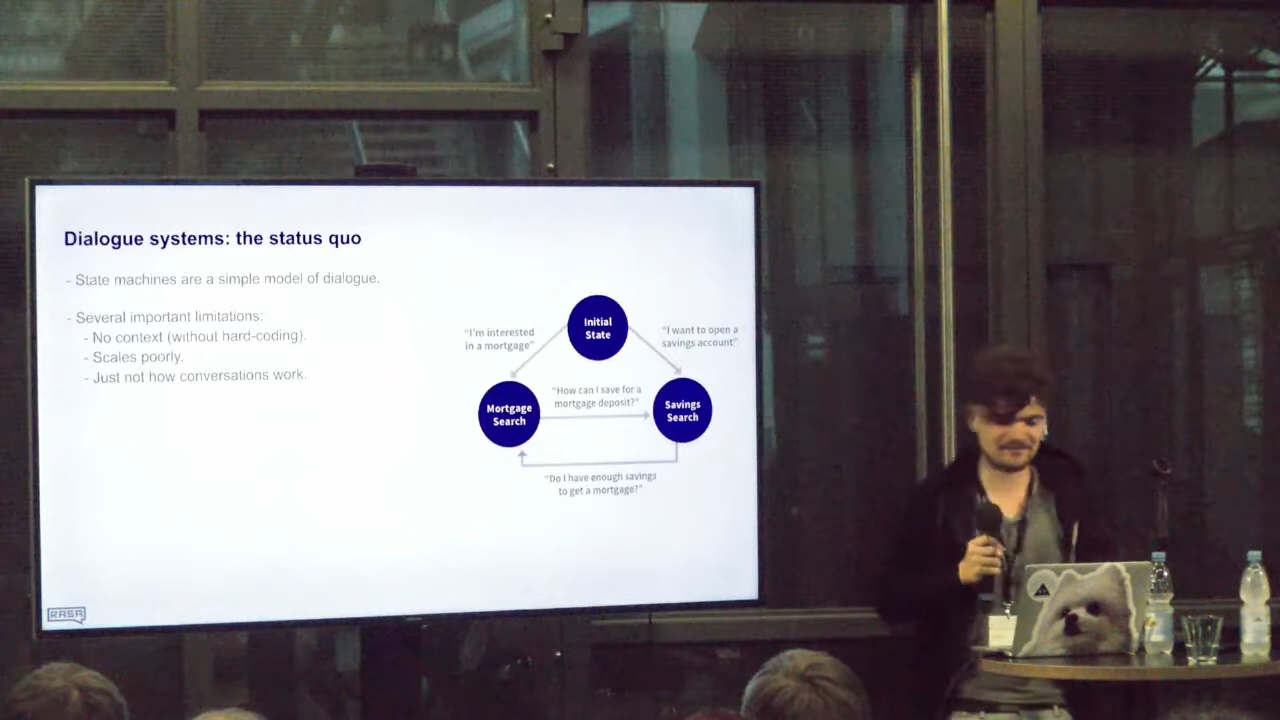 Dialogue systems: the status quo
- State machines are a simple model of dialogue.
- Several important limitations:
- No context (without hard-coding).
- Scales poorly.
- Just not how conversations work.
Initial
State
"I'm interested
in a mortgage"
"I want to open a
savings account"
"How can I save for a
mortgage deposit?"
Mortgage
Search
Savings
Search
"Do I have enough savings
to get a mortgage?"
RASA